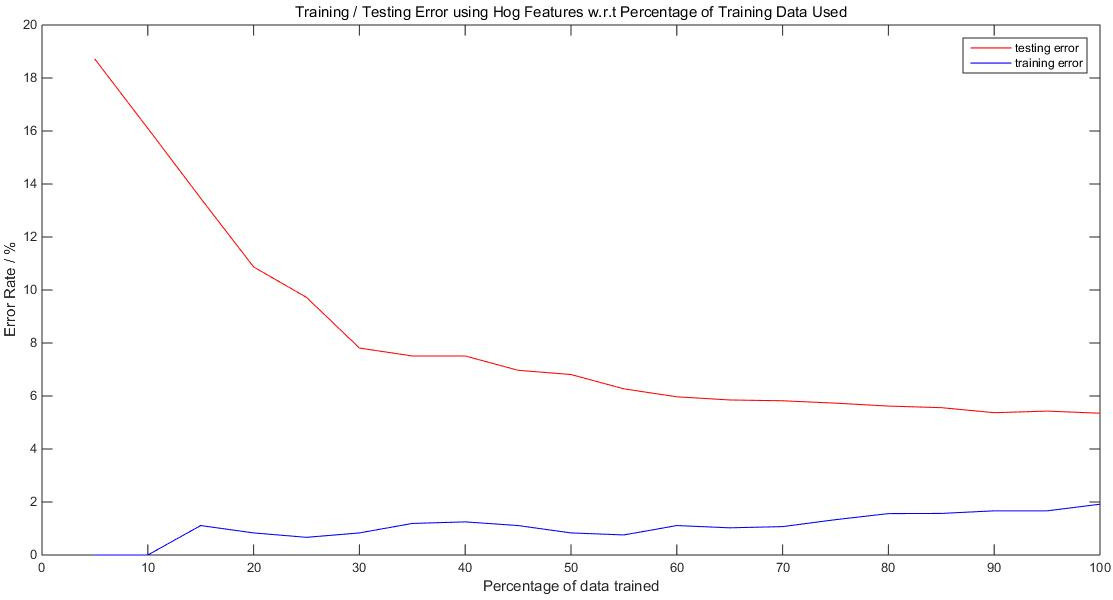 Training / Testing Error using Hog Features w.r.t Percentage of Training Data Used
testing error
training error
Error Rate / %
20
18
16
14
12
10
8
6
4
2
0
0 10 20 30 40 50 60 70 80 90 100
Percentage of data trained